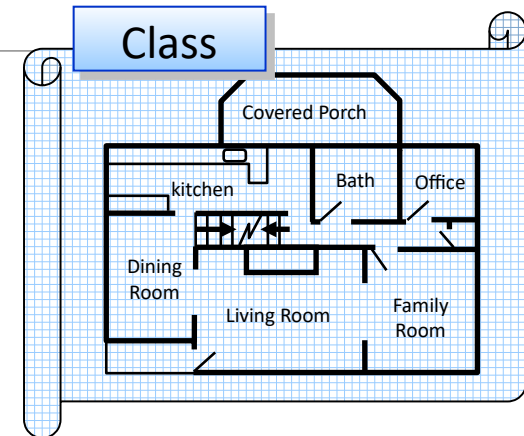 Class
Covered Porch
kitchen
Bath
Office
Dining
Room
Living Room
Family
Room